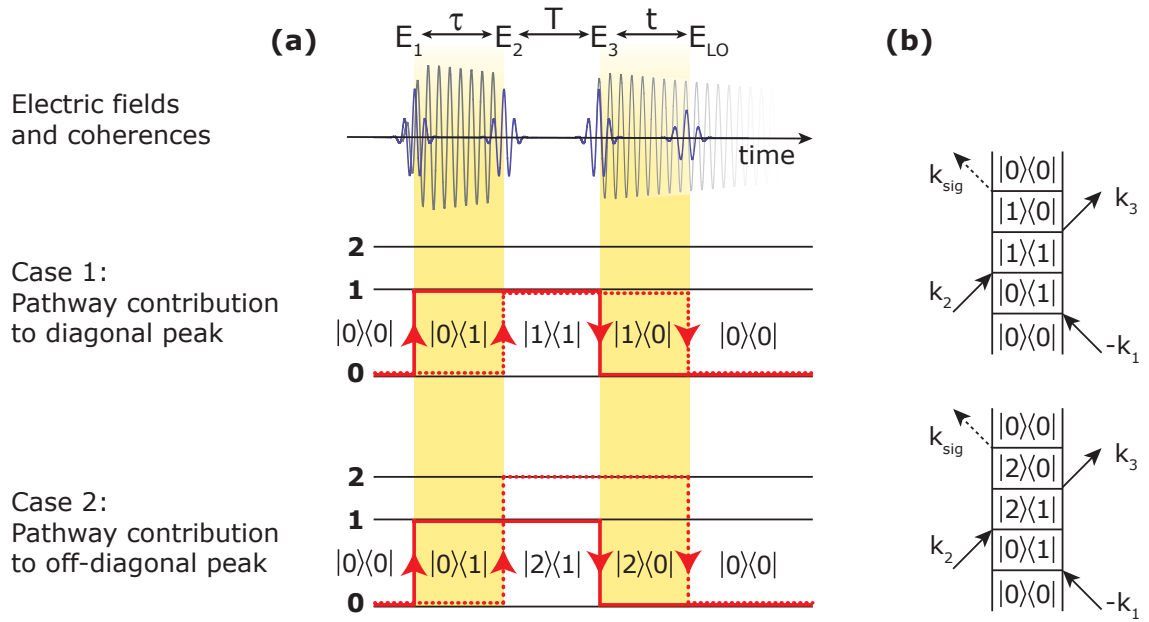 (a)
τ T t
E1 E2 E3 ELO
Electric fields
and coherences
time
2
Case 1:
Pathway contribution
to diagonal peak
1
|0⟩⟨0| |0⟩⟨1| |1⟩⟨1| |1⟩⟨0| |0⟩⟨0|
0
Case 2:
Pathway contribution
to off-diagonal peak
2
1
|0⟩⟨0| |0⟩⟨1| |2⟩⟨1| |2⟩⟨0| |0⟩⟨0|
0
(b)
ksig |0⟩⟨0|
|1⟩⟨0| k3
|1⟩⟨1|
k2 |0⟩⟨1|
|0⟩⟨0| -k1
ksig |0⟩⟨0|
|2⟩⟨0| k3
|2⟩⟨1|
k2 |0⟩⟨1|
|0⟩⟨0| -k1